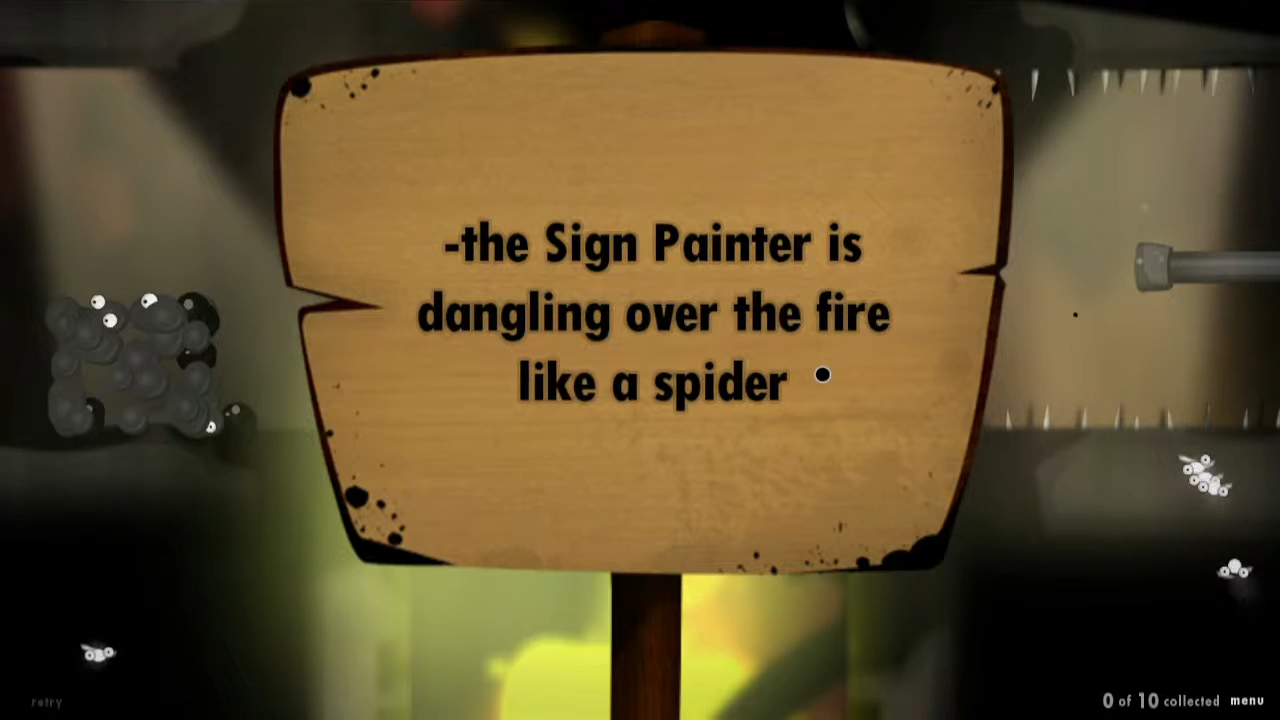 -the Sign Painter is
dangling over the fire
like a spider
retry
0 of 10 collected menu